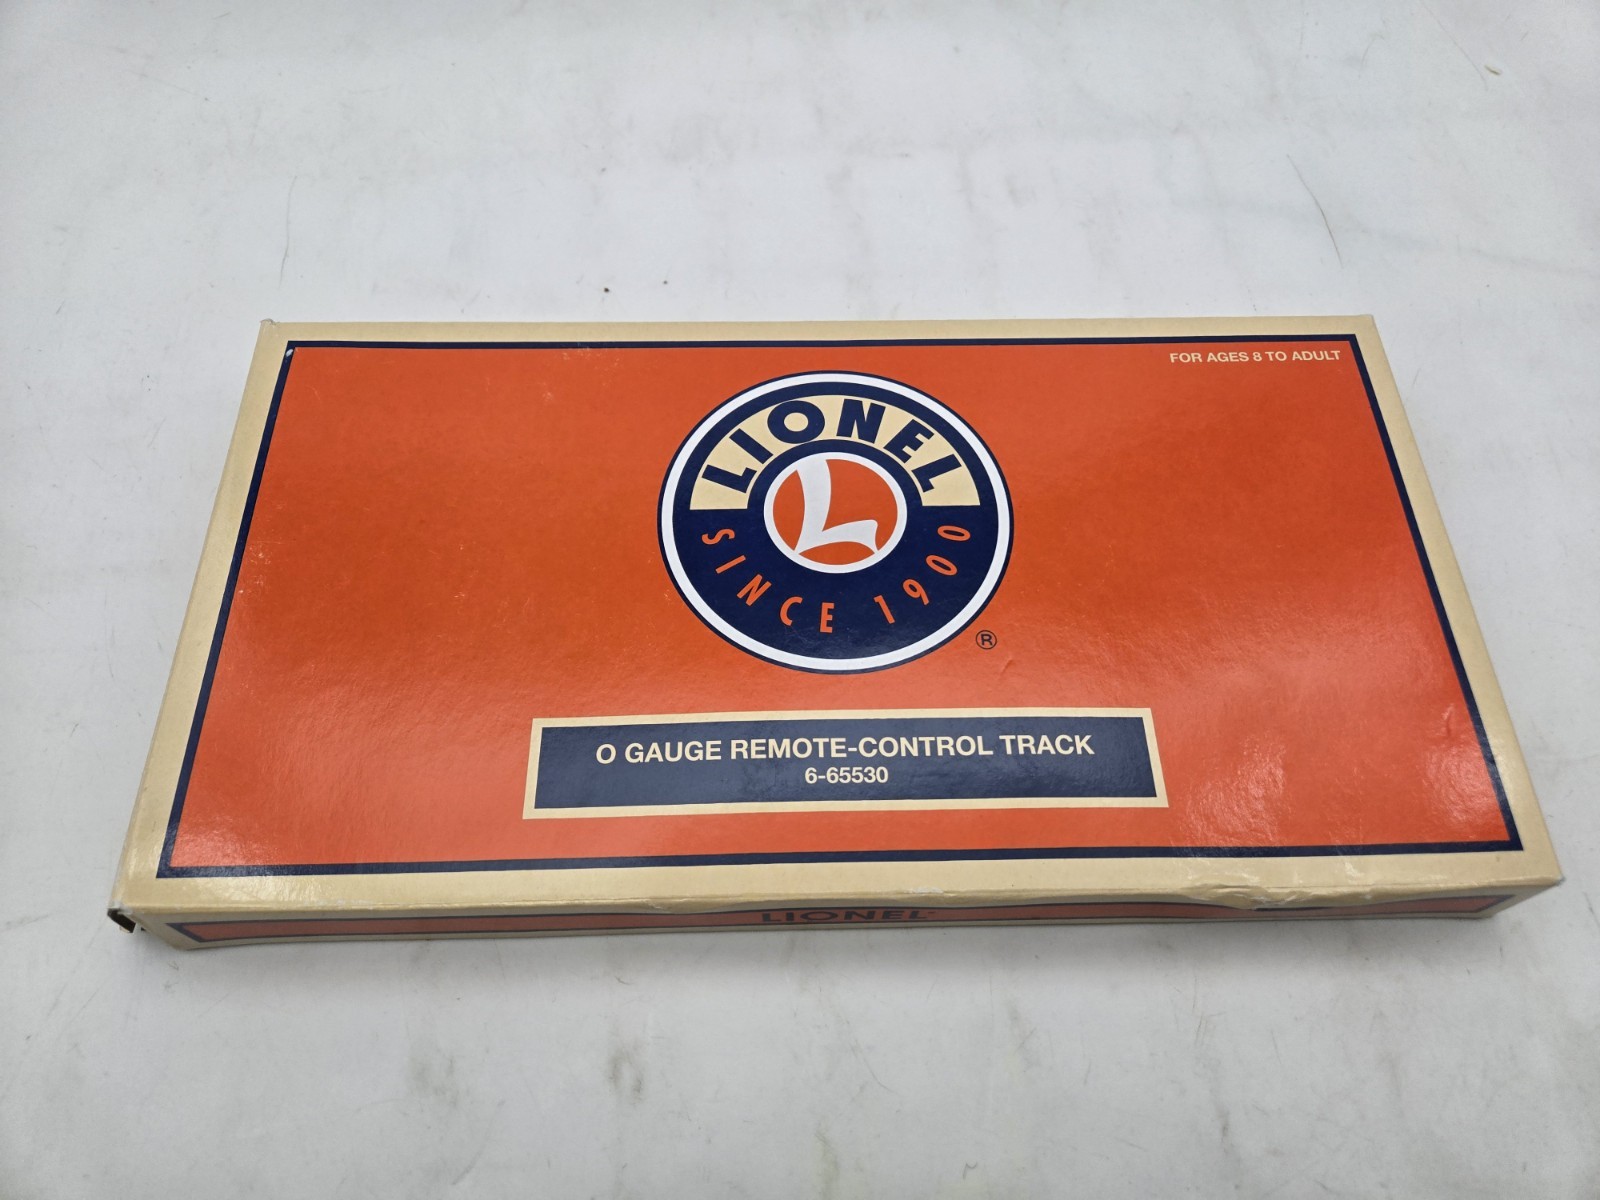 FOR AGES 8 TO ADULT
LIONEL
L
SINCE 1900
®
O GAUGE REMOTE-CONTROL TRACK
6-65530
LIONEL